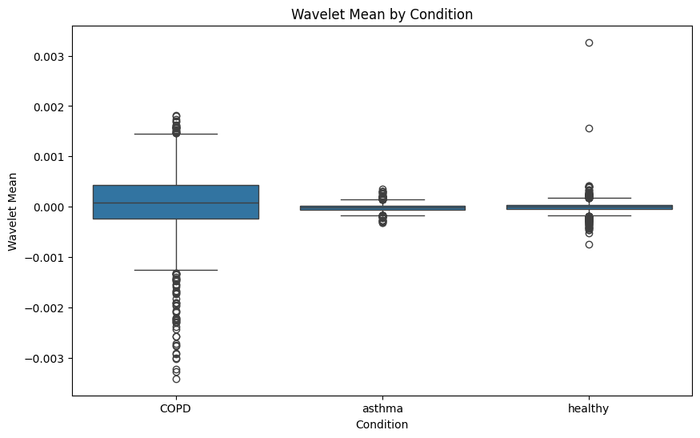 Wavelet Mean by Condition
Wavelet Mean
0.003
0.002
0.001
0.000
−0.001
−0.002
−0.003
COPD
asthma
healthy
Condition